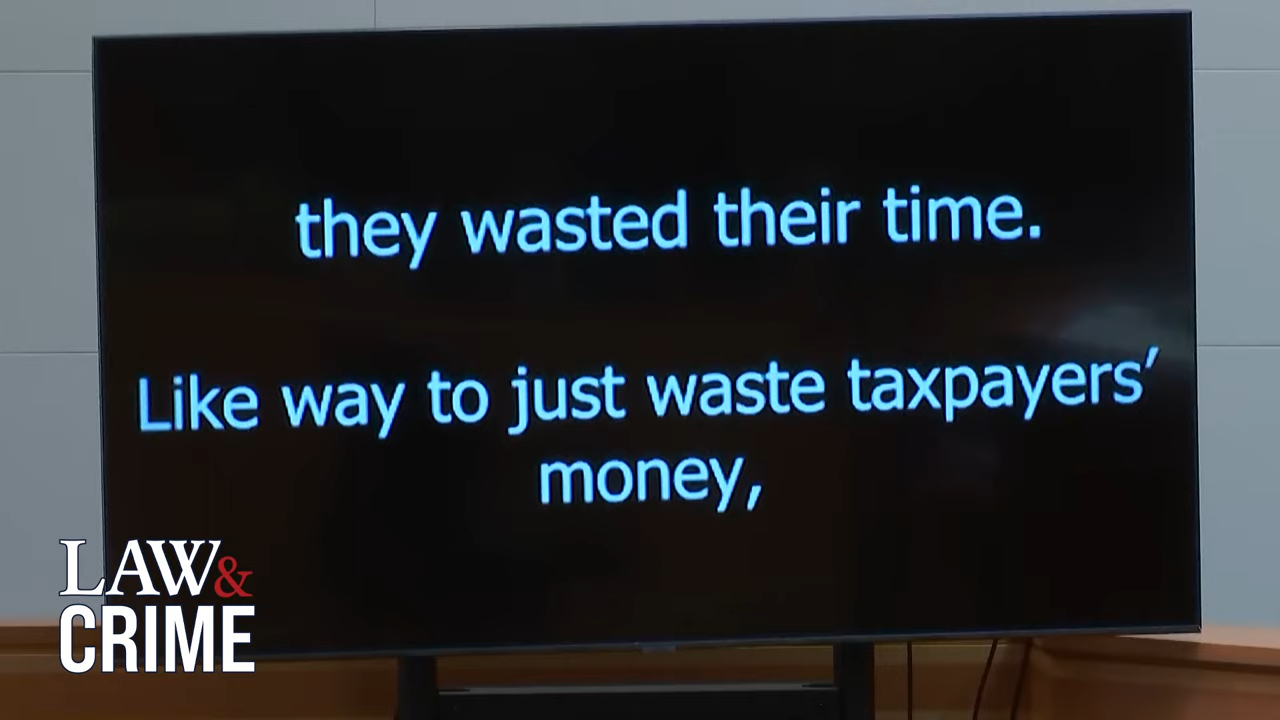 they wasted their time.
Like way to just waste taxpayers’
money,
LAW&
CRIME